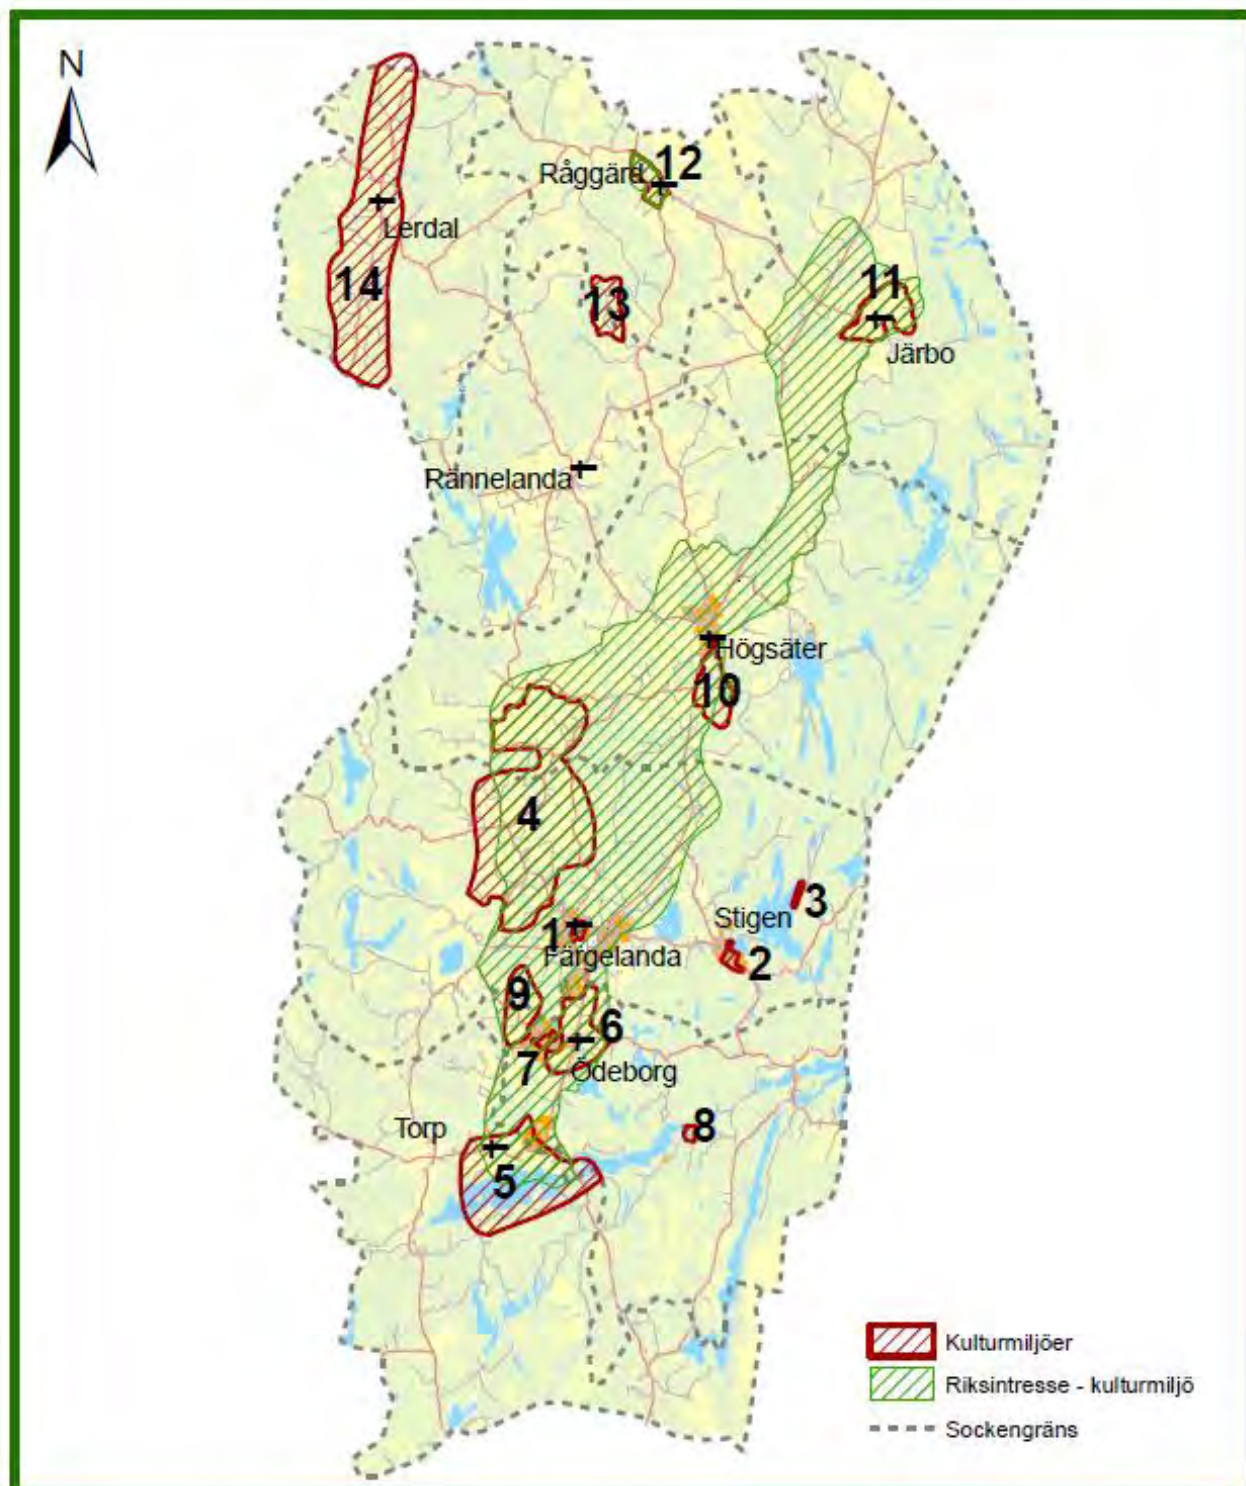 N
12
Råggärd
Lerdal
14
13
11
Järbo
Rännelanda
Högsäter
10
4
3
Stigen
1
Färgelanda
2
9
6
7
Ödeborg
Torp
8
5
Kulturmiljöer
Riksintresse - kulturmiljö
Sockengräns